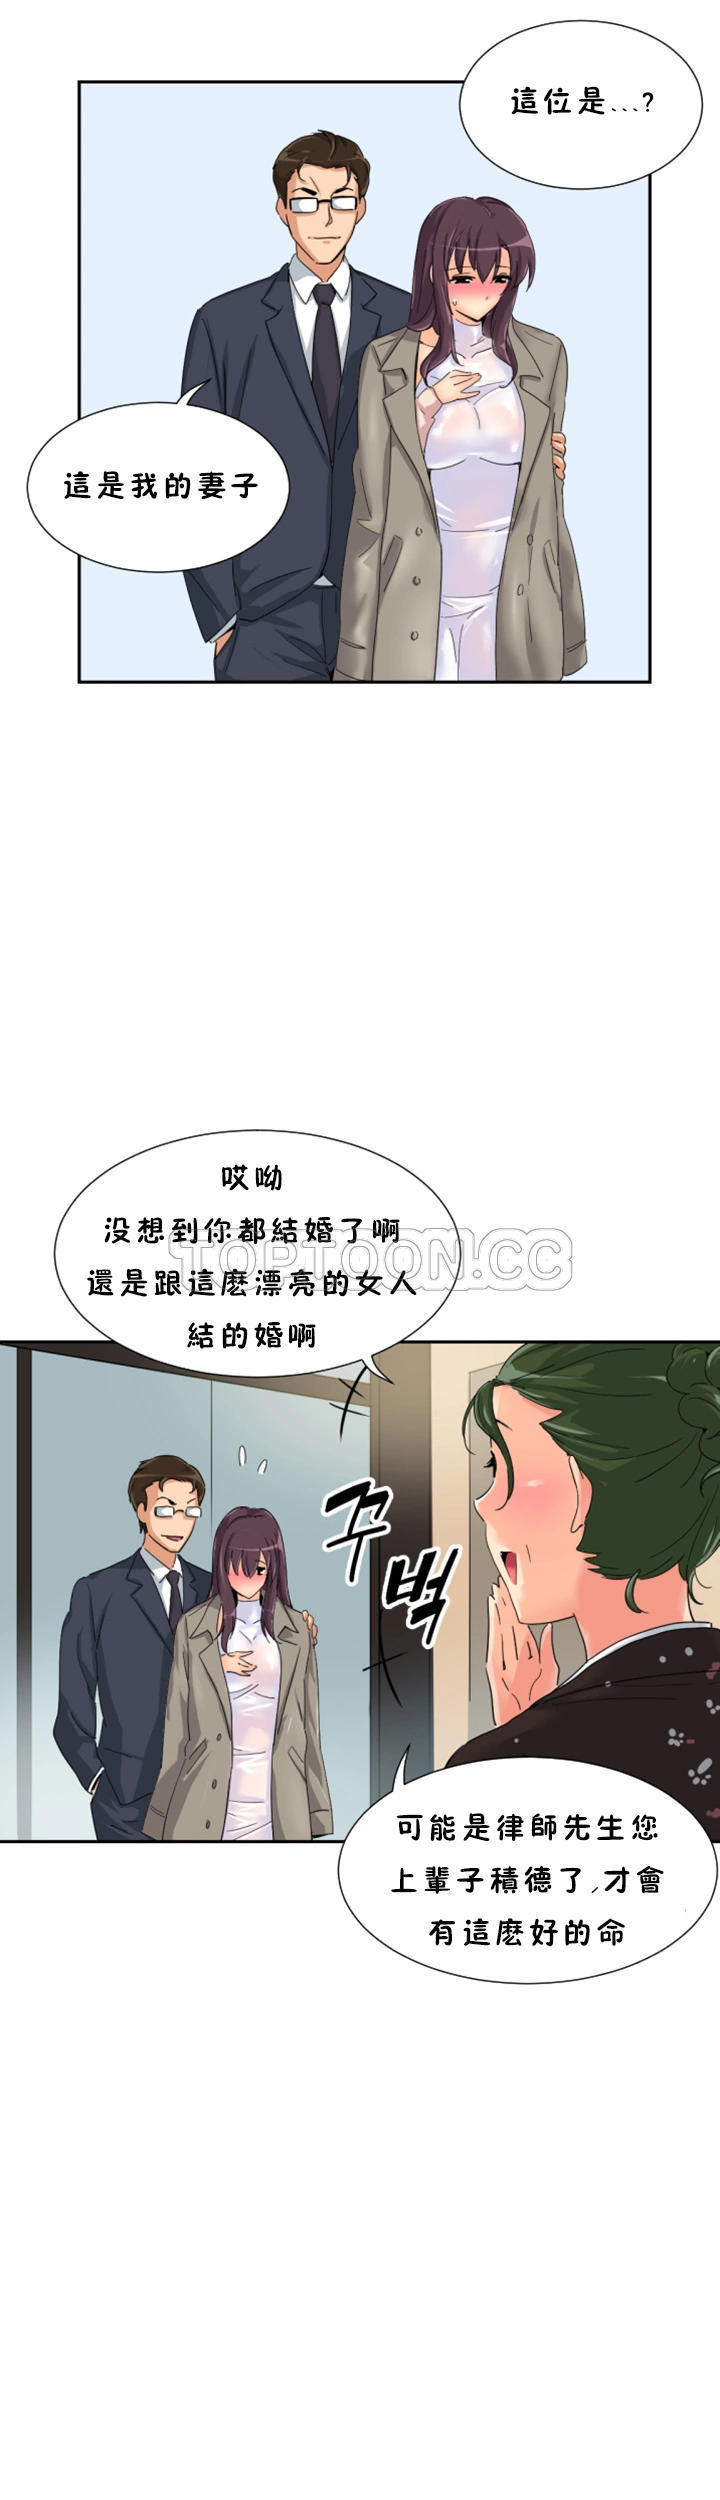 這位是...?
這是我的妻子
哎呦
没想到你都結婚了啊
還是跟這麽漂亮的女人
結的婚啊
TOPTOON.CC
꾸
벅
可能是律師先生您
上輩子積德了,才會
有這麽好的命